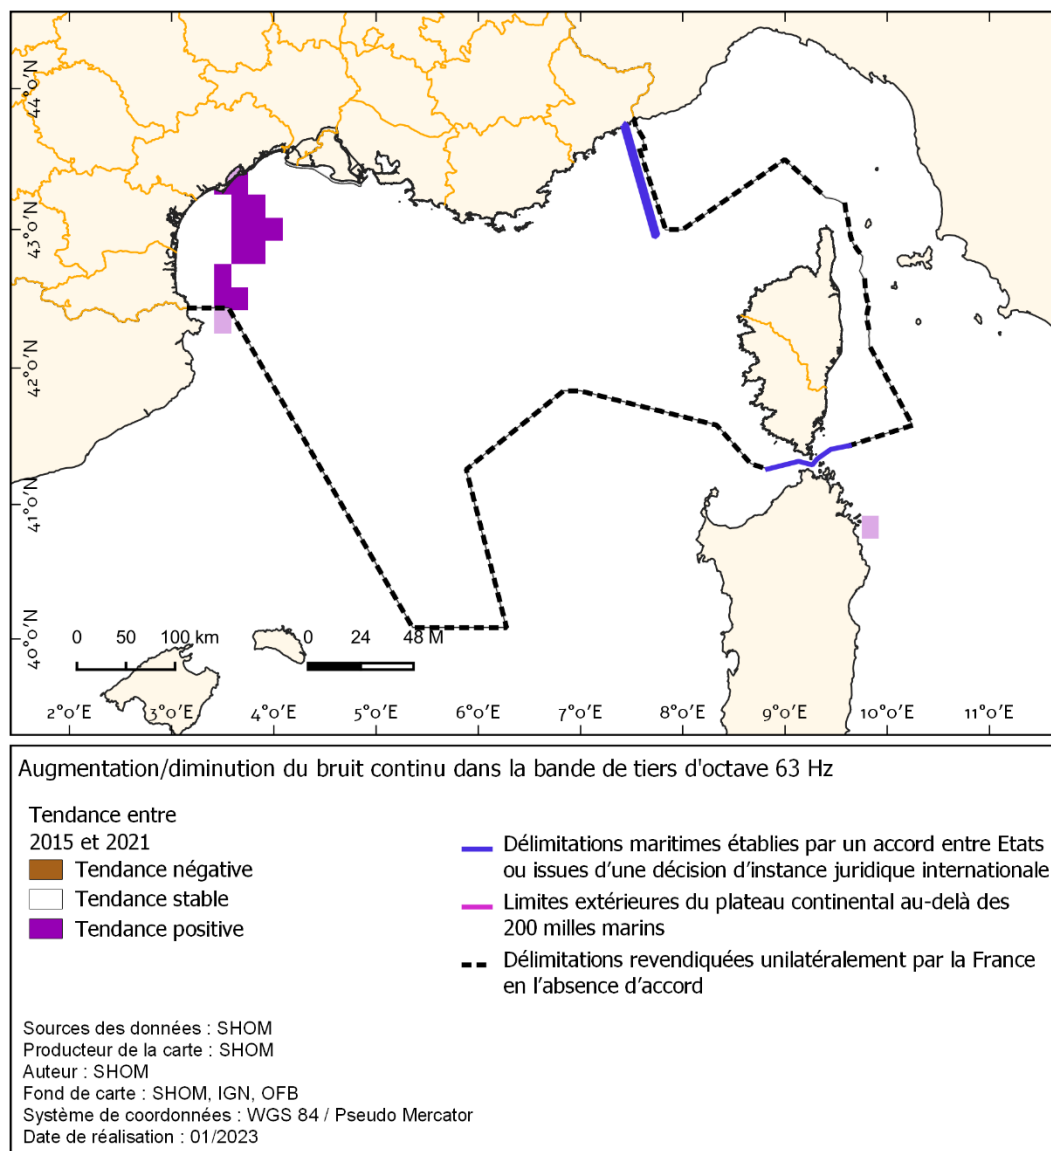 44°0'N
43°0'N
42°0'N
41°0'N
40°0'N
0 50 100 km
0 24 48 M
2°0'E 3°0'E 4°0'E 5°0'E 6°0'E 7°0'E 8°0'E 9°0'E 10°0'E 11°0'E
Augmentation/diminution du bruit continu dans la bande de tiers d'octave 63 Hz
Tendance entre
2015 et 2021
Tendance négative
Tendance stable
Tendance positive
Délimitations maritimes établies par un accord entre Etats
ou issues d'une décision d'instance juridique internationale
Limites extérieures du plateau continental au-delà des
200 milles marins
Délimitations revendiquées unilatéralement par la France
en l'absence d'accord
Sources des données : SHOM
Producteur de la carte : SHOM
Auteur : SHOM
Fond de carte : SHOM, IGN, OFB
Système de coordonnées : WGS 84 / Pseudo Mercator
Date de réalisation : 01/2023